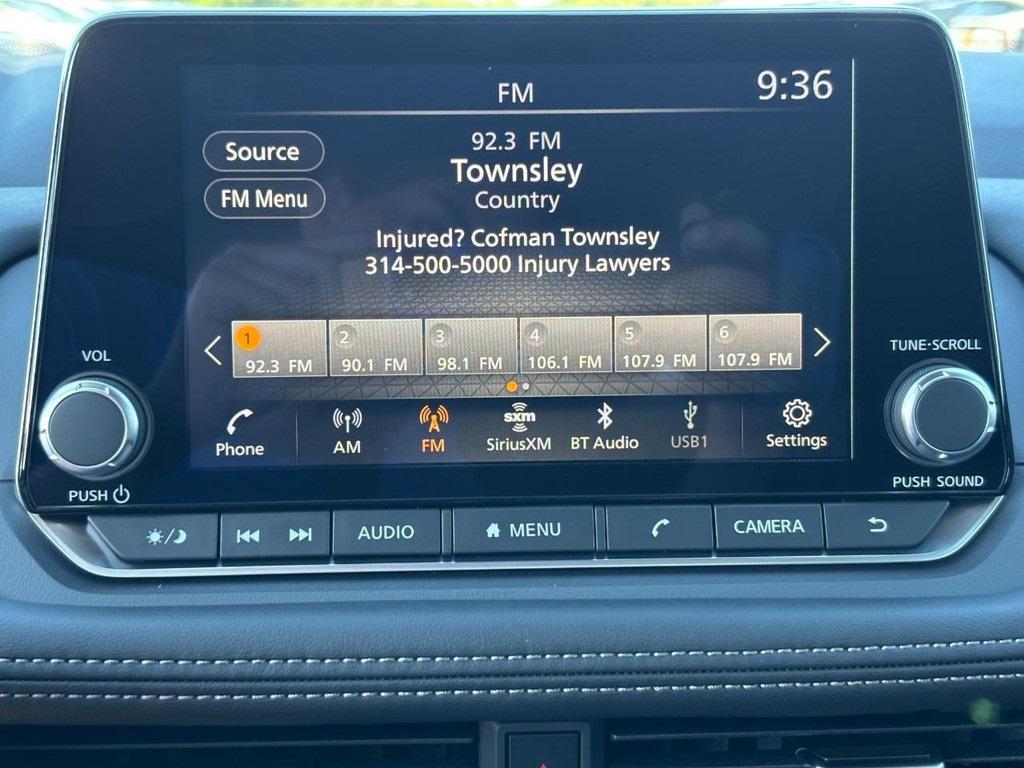 FM
9:36
Source
FM Menu
92.3 FM
Townsley
Country
Injured? Cofman Townsley
314-500-5000 Injury Lawyers
1 2 3 4 5 6
92.3 FM 90.1 FM 98.1 FM 106.1 FM 107.9 FM 107.9 FM
sxm
Phone AM FM SiriusXM BT Audio USB1 Settings
VOL
PUSH
TUNE·SCROLL
PUSH SOUND
AUDIO MENU CAMERA